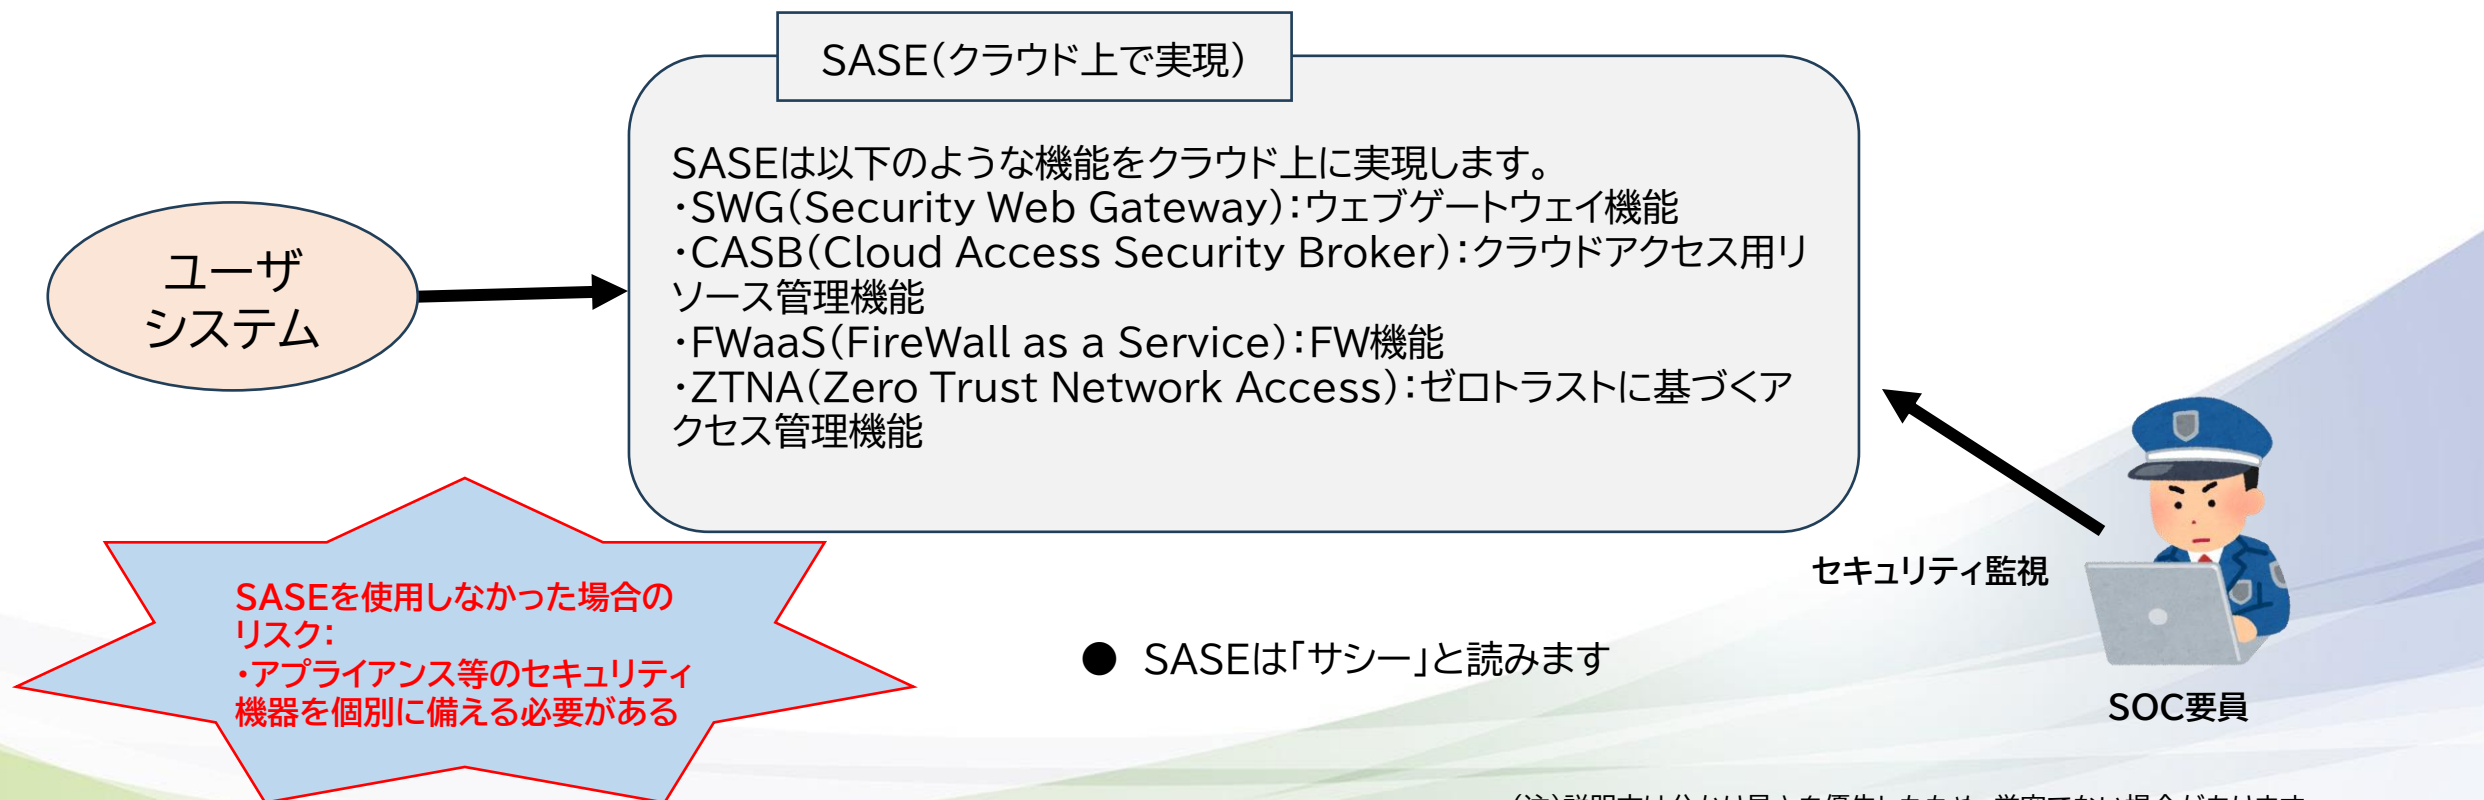 SASE(クラウド上で実現)
SASEは以下のような機能をクラウド上に実現します。
・SWG(Security Web Gateway):ウェブゲートウェイ機能
・CASB(Cloud Access Security Broker):クラウドアクセス用リ
ソース管理機能
・FWaaS(FireWall as a Service):FW機能
・ZTNA(Zero Trust Network Access):ゼロトラストに基づくア
クセス管理機能
ユーザ
システム
セキュリティ監視
SOC要員
SASEを使用しなかった場合の
リスク:
・アプライアンス等のセキュリティ
機器を個別に備える必要がある
● SASEは「サシー」と読みます